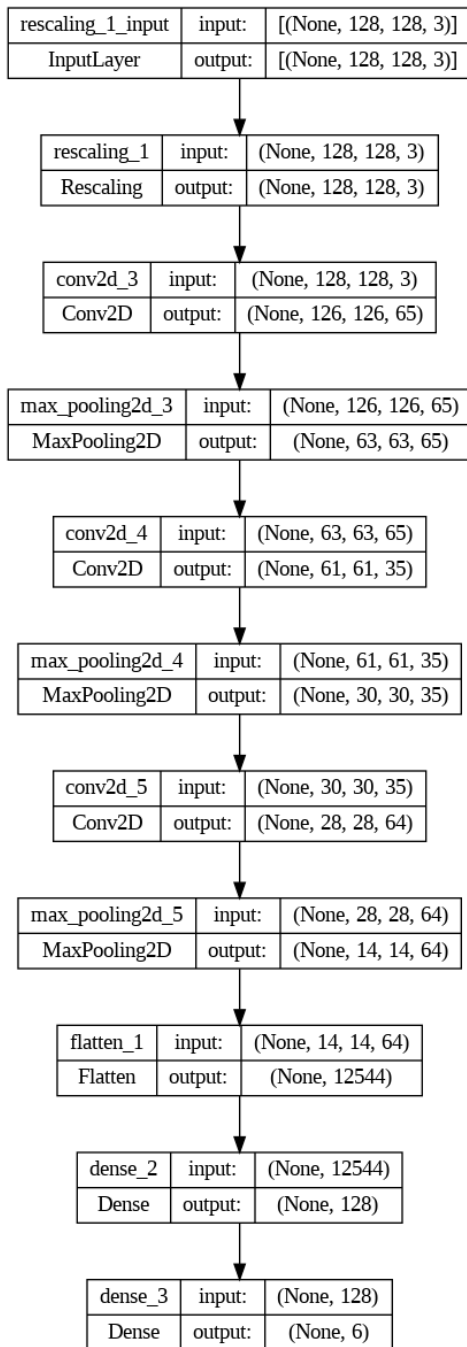 rescaling_1_input input: [(None, 128, 128, 3)]
InputLayer output: [(None, 128, 128, 3)]
rescaling_1 input: (None, 128, 128, 3)
Rescaling output: (None, 128, 128, 3)
conv2d_3 input: (None, 128, 128, 3)
Conv2D output: (None, 126, 126, 65)
max_pooling2d_3 input: (None, 126, 126, 65)
MaxPooling2D output: (None, 63, 63, 65)
conv2d_4 input: (None, 63, 63, 65)
Conv2D output: (None, 61, 61, 35)
max_pooling2d_4 input: (None, 61, 61, 35)
MaxPooling2D output: (None, 30, 30, 35)
conv2d_5 input: (None, 30, 30, 35)
Conv2D output: (None, 28, 28, 64)
max_pooling2d_5 input: (None, 28, 28, 64)
MaxPooling2D output: (None, 14, 14, 64)
flatten_1 input: (None, 14, 14, 64)
Flatten output: (None, 12544)
dense_2 input: (None, 12544)
Dense output: (None, 128)
dense_3 input: (None, 128)
Dense output: (None, 6)